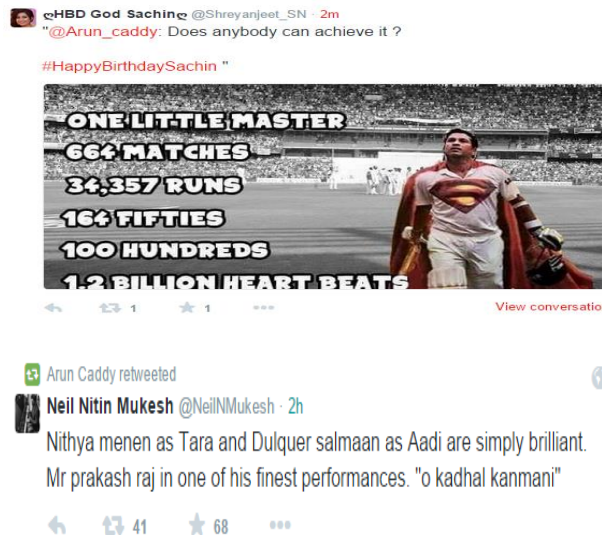 ღHBD God Sachinღ @Shreyanjeet_SN · 2m
"@Arun_caddy: Does anybody can achieve it ?
#HappyBirthdaySachin "
ONE LITTLE MASTER
664 MATCHES
34,357 RUNS
164 FIFTIES
100 HUNDREDS
1.2 BILLION HEART BEATS
1 1 View conversatio
Arun Caddy retweeted
Neil Nitin Mukesh @NeilNMukesh · 2h
Nithya menen as Tara and Dulquer salmaan as Aadi are simply brilliant.
Mr prakash raj in one of his finest performances. "o kadhal kanmani"
41 68